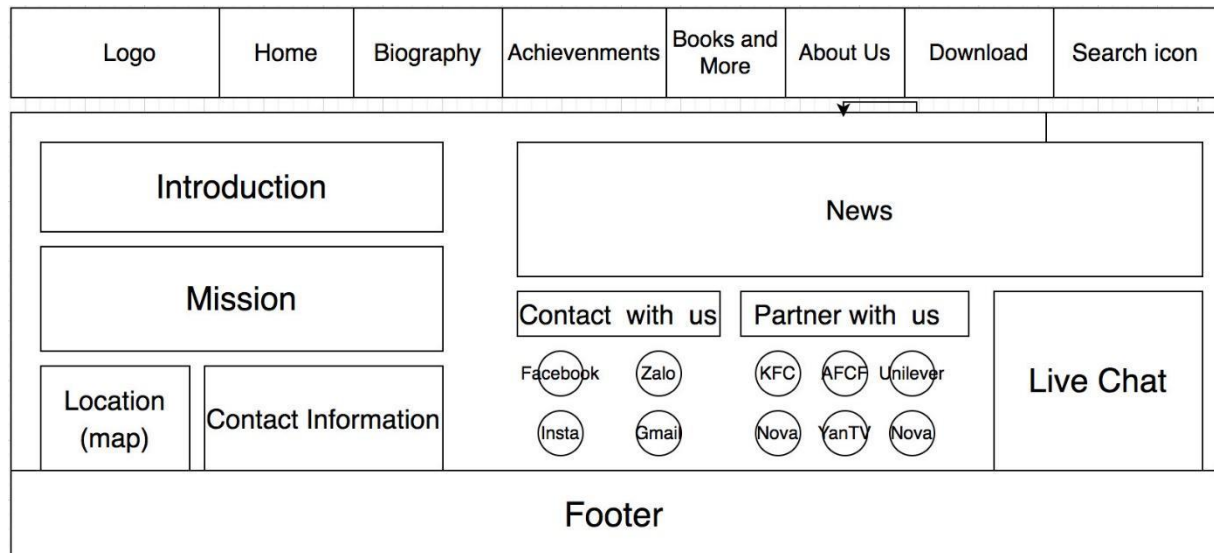 Logo
Home
Biography
Achievenments
Books and
More
About Us
Download
Search icon
Introduction
News
Mission
Contact with us
Partner with us
Facebook
Zalo
KFC
AFCF
Unilever
Live Chat
Location
(map)
Contact Information
Insta
Gmail
Nova
YanTV
Nova
Footer